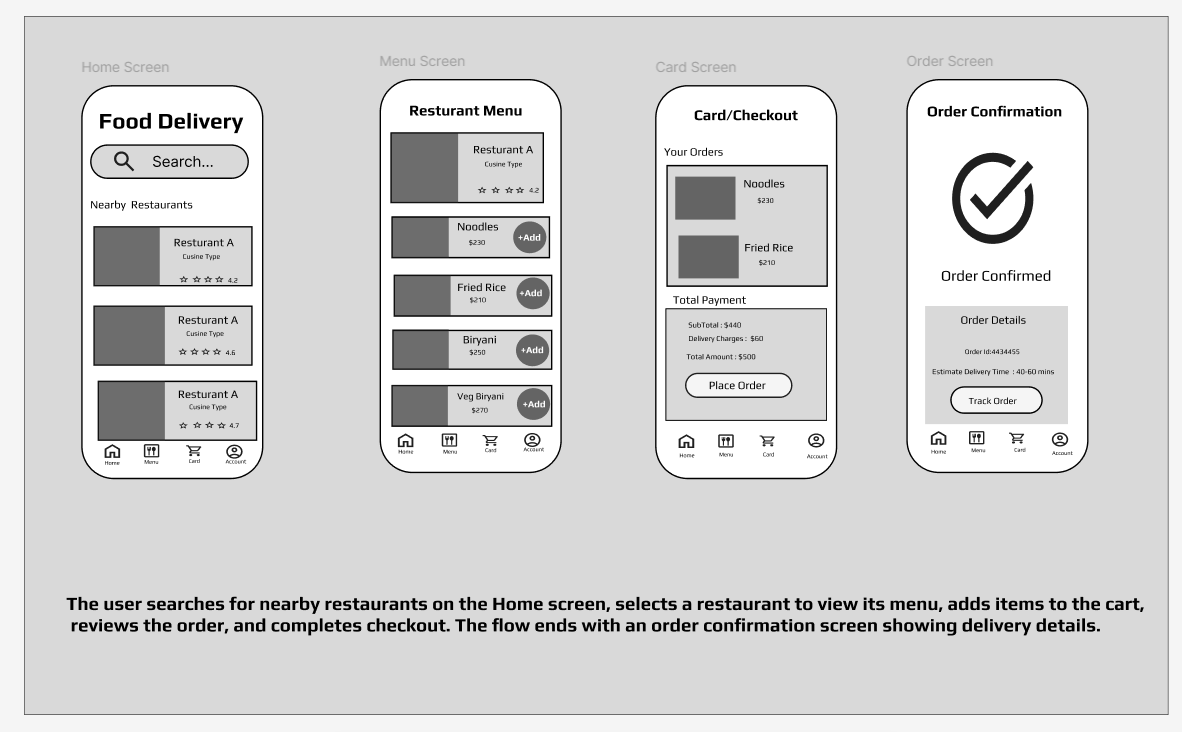 Home Screen
Food Delivery
Search...
Nearby Restaurants
Resturant A
Cusine Type
4.2
Resturant A
Cusine Type
4.6
Resturant A
Cusine Type
4.7
Home Menu Card Account
Menu Screen
Resturant Menu
Resturant A
Cusine Type
4.2
Noodles
$230
+Add
Fried Rice
$210
+Add
Biryani
$250
+Add
Veg Biryani
$270
+Add
Home Menu Card Account
Card Screen
Card/Checkout
Your Orders
Noodles
$230
Fried Rice
$210
Total Payment
SubTotal : $440
Delivery Charges : $60
Total Amount : $500
Place Order
Home Menu Card Account
Order Screen
Order Confirmation
Order Confirmed
Order Details
Order Id:4434455
Estimate Delivery Time : 40-60 mins
Track Order
Home Menu Card Account
The user searches for nearby restaurants on the Home screen, selects a restaurant to view its menu, adds items to the cart,
reviews the order, and completes checkout. The flow ends with an order confirmation screen showing delivery details.